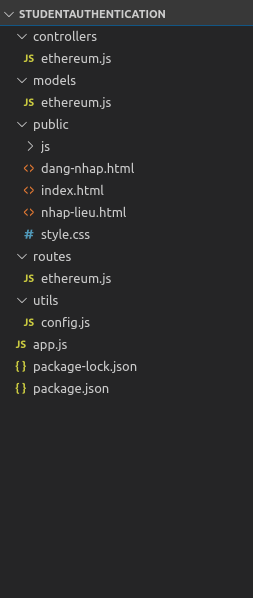 STUDENTAUTHENTICATION
controllers
JS ethereum.js
models
JS ethereum.js
public
js
<> dang-nhap.html
<> index.html
<> nhap-lieu.html
# style.css
routes
JS ethereum.js
utils
JS config.js
JS app.js
{ } package-lock.json
{ } package.json